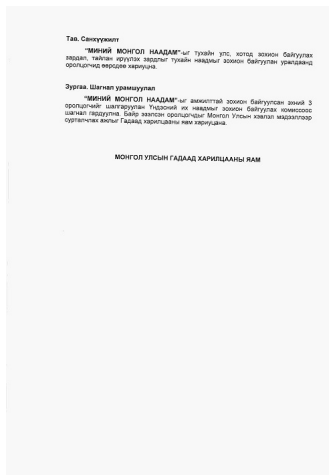 Тав. Санхүүжилт
"МИНИЙ МОНГОЛ НААДАМ"-ыг тухайн улс, хотод зохион байгуулах
зардал, тайлан ирүүлэх зардлыг тухайн наадмыг зохион байгуулан уралдаанд
оролцогчид өөрсдөө хариуцна.
Зургаа. Шагнал урамшуулал
"МИНИЙ МОНГОЛ НААДАМ"-ыг амжилттай зохион байгуулсан эхний 3
оролцогчийг шалгаруулан Үндэсний их наадмыг зохион байгуулах комиссоос
шагнал гардуулна. Байр эзэлсэн оролцогчдыг Монгол Улсын хэвлэл мэдээллээр
сурталчлах ажлыг Гадаад харилцааны яам хариуцана.
МОНГОЛ УЛСЫН ГАДААД ХАРИЛЦААНЫ ЯАМ